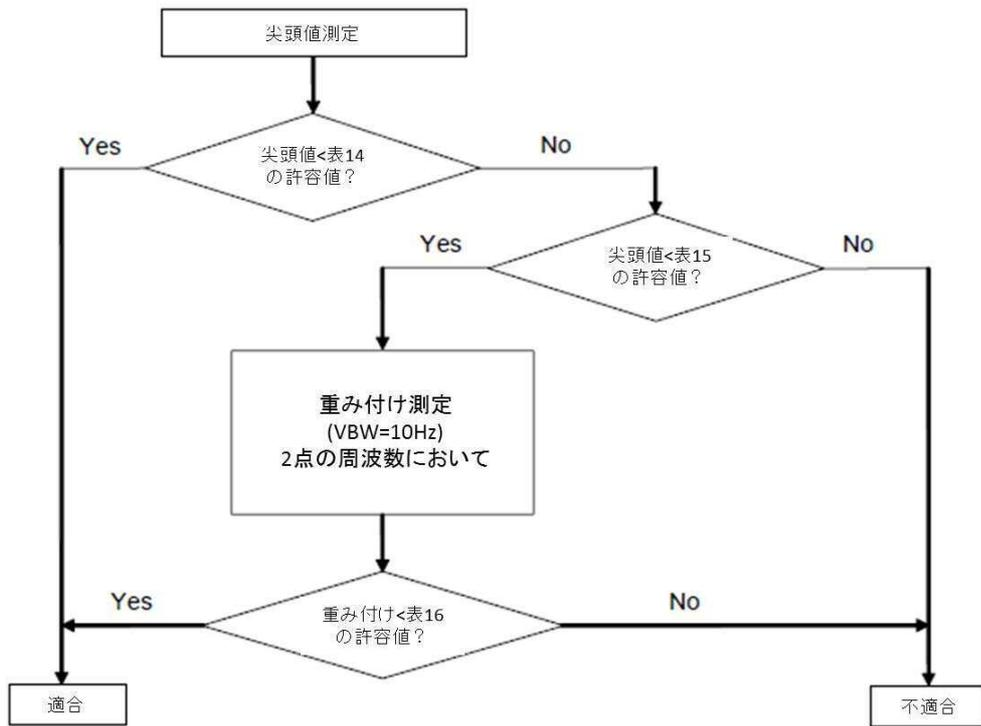 尖頭値測定
Yes
尖頭値<表14
の許容値?
No
Yes
尖頭値<表15
の許容値?
No
重み付け測定
(VBW=10Hz)
2点の周波数において
Yes
重み付け<表16
の許容値?
No
適合
不適合